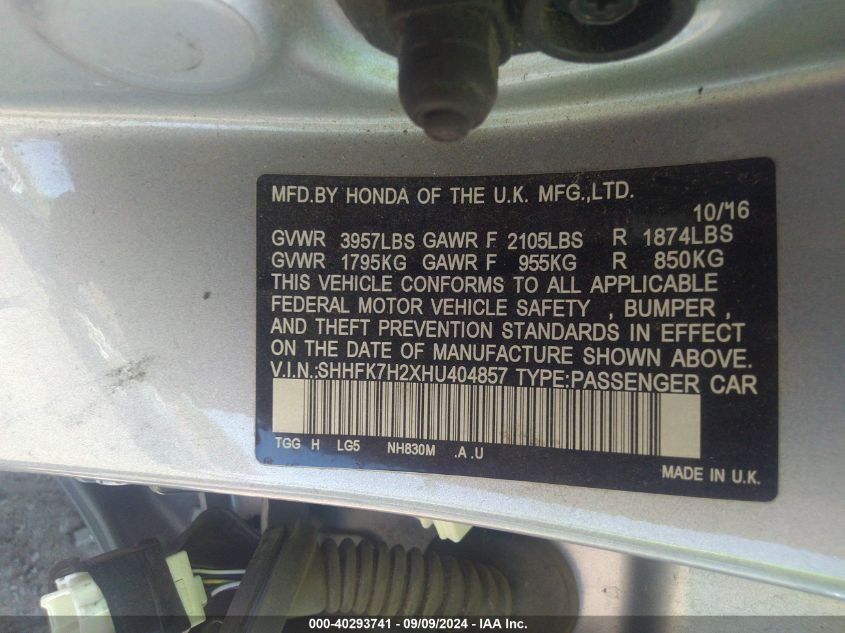 MFD.BY HONDA OF THE U.K. MFG.,LTD.
10/16
GVWR 3957LBS GAWR F 2105LBS R 1874LBS
GVWR 1795KG GAWR F 955KG R 850KG
THIS VEHICLE CONFORMS TO ALL APPLICABLE
FEDERAL MOTOR VEHICLE SAFETY , BUMPER ,
AND THEFT PREVENTION STANDARDS IN EFFECT
ON THE DATE OF MANUFACTURE SHOWN ABOVE.
V.I.N.:SHHFK7H2XHU404857 TYPE:PASSENGER CAR
TGG H LG5 NH830M .A .U
MADE IN U.K.
000-40293741 - 09/09/2024 - IAA Inc.